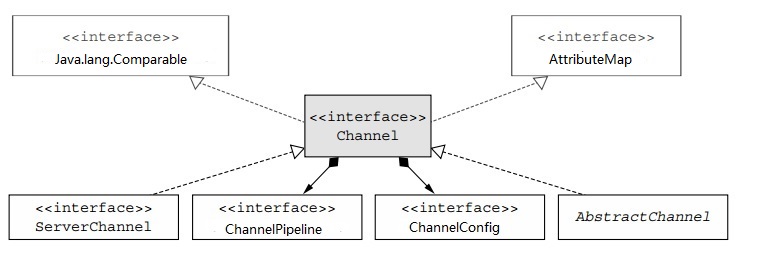 <<interface>>
Java.lang.Comparable
<<interface>>
AttributeMap
<<interface>>
Channel
<<interface>>
ServerChannel
<<interface>>
ChannelPipeline
<<interface>>
ChannelConfig
AbstractChannel